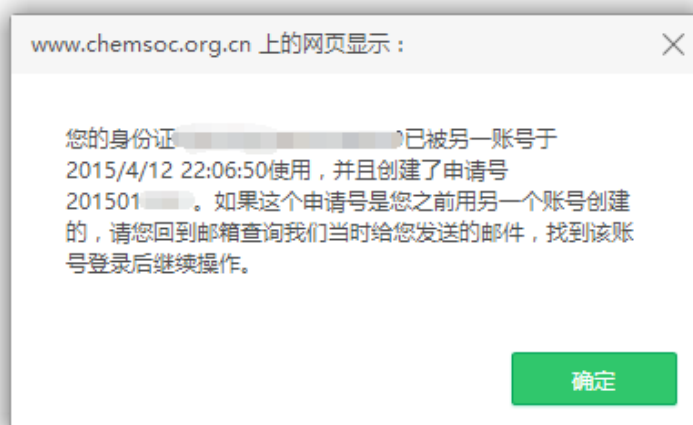 www.chemsoc.org.cn 上的网页显示：
您的身份证已被另一账号于
2015/4/12 22:06:50使用，并且创建了申请号
201501。如果这个申请号是您之前用另一个账号创建
的，请您回到邮箱查询我们当时给您发送的邮件，找到该账
号登录后继续操作。
确定